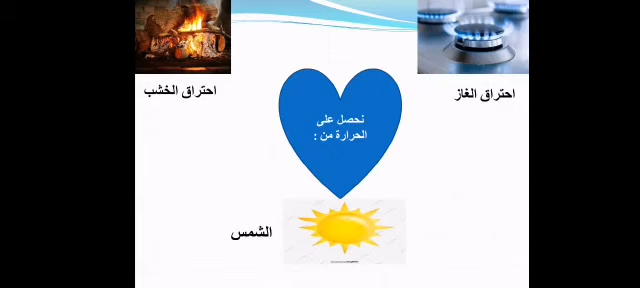 احتراق الغاز
احتراق الخشب
نحصل على
الحرارة من :
الشمس